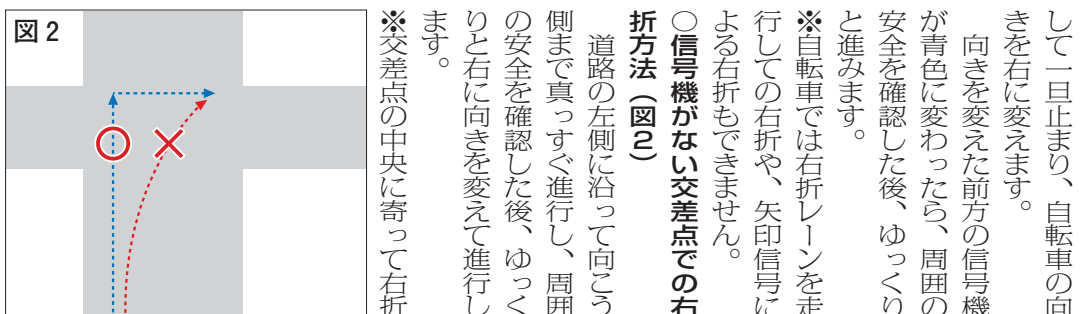 して一旦止まり、自転車の向
きを右に変えます。
　向きを変えた前方の信号機
が青色に変わったら、周囲の
安全を確認した後、ゆっくり
と進みます。
※自転車では右折レーンを走
行しての右折や、矢印信号に
よる右折もできません。
○信号機がない交差点での右
折方法（図２）
　道路の左側に沿って向こう
側まで真っすぐ進行し、周囲
の安全を確認した後、ゆっく
りと右に向きを変えて進行し
ます。
※交差点の中央に寄って右折
図２